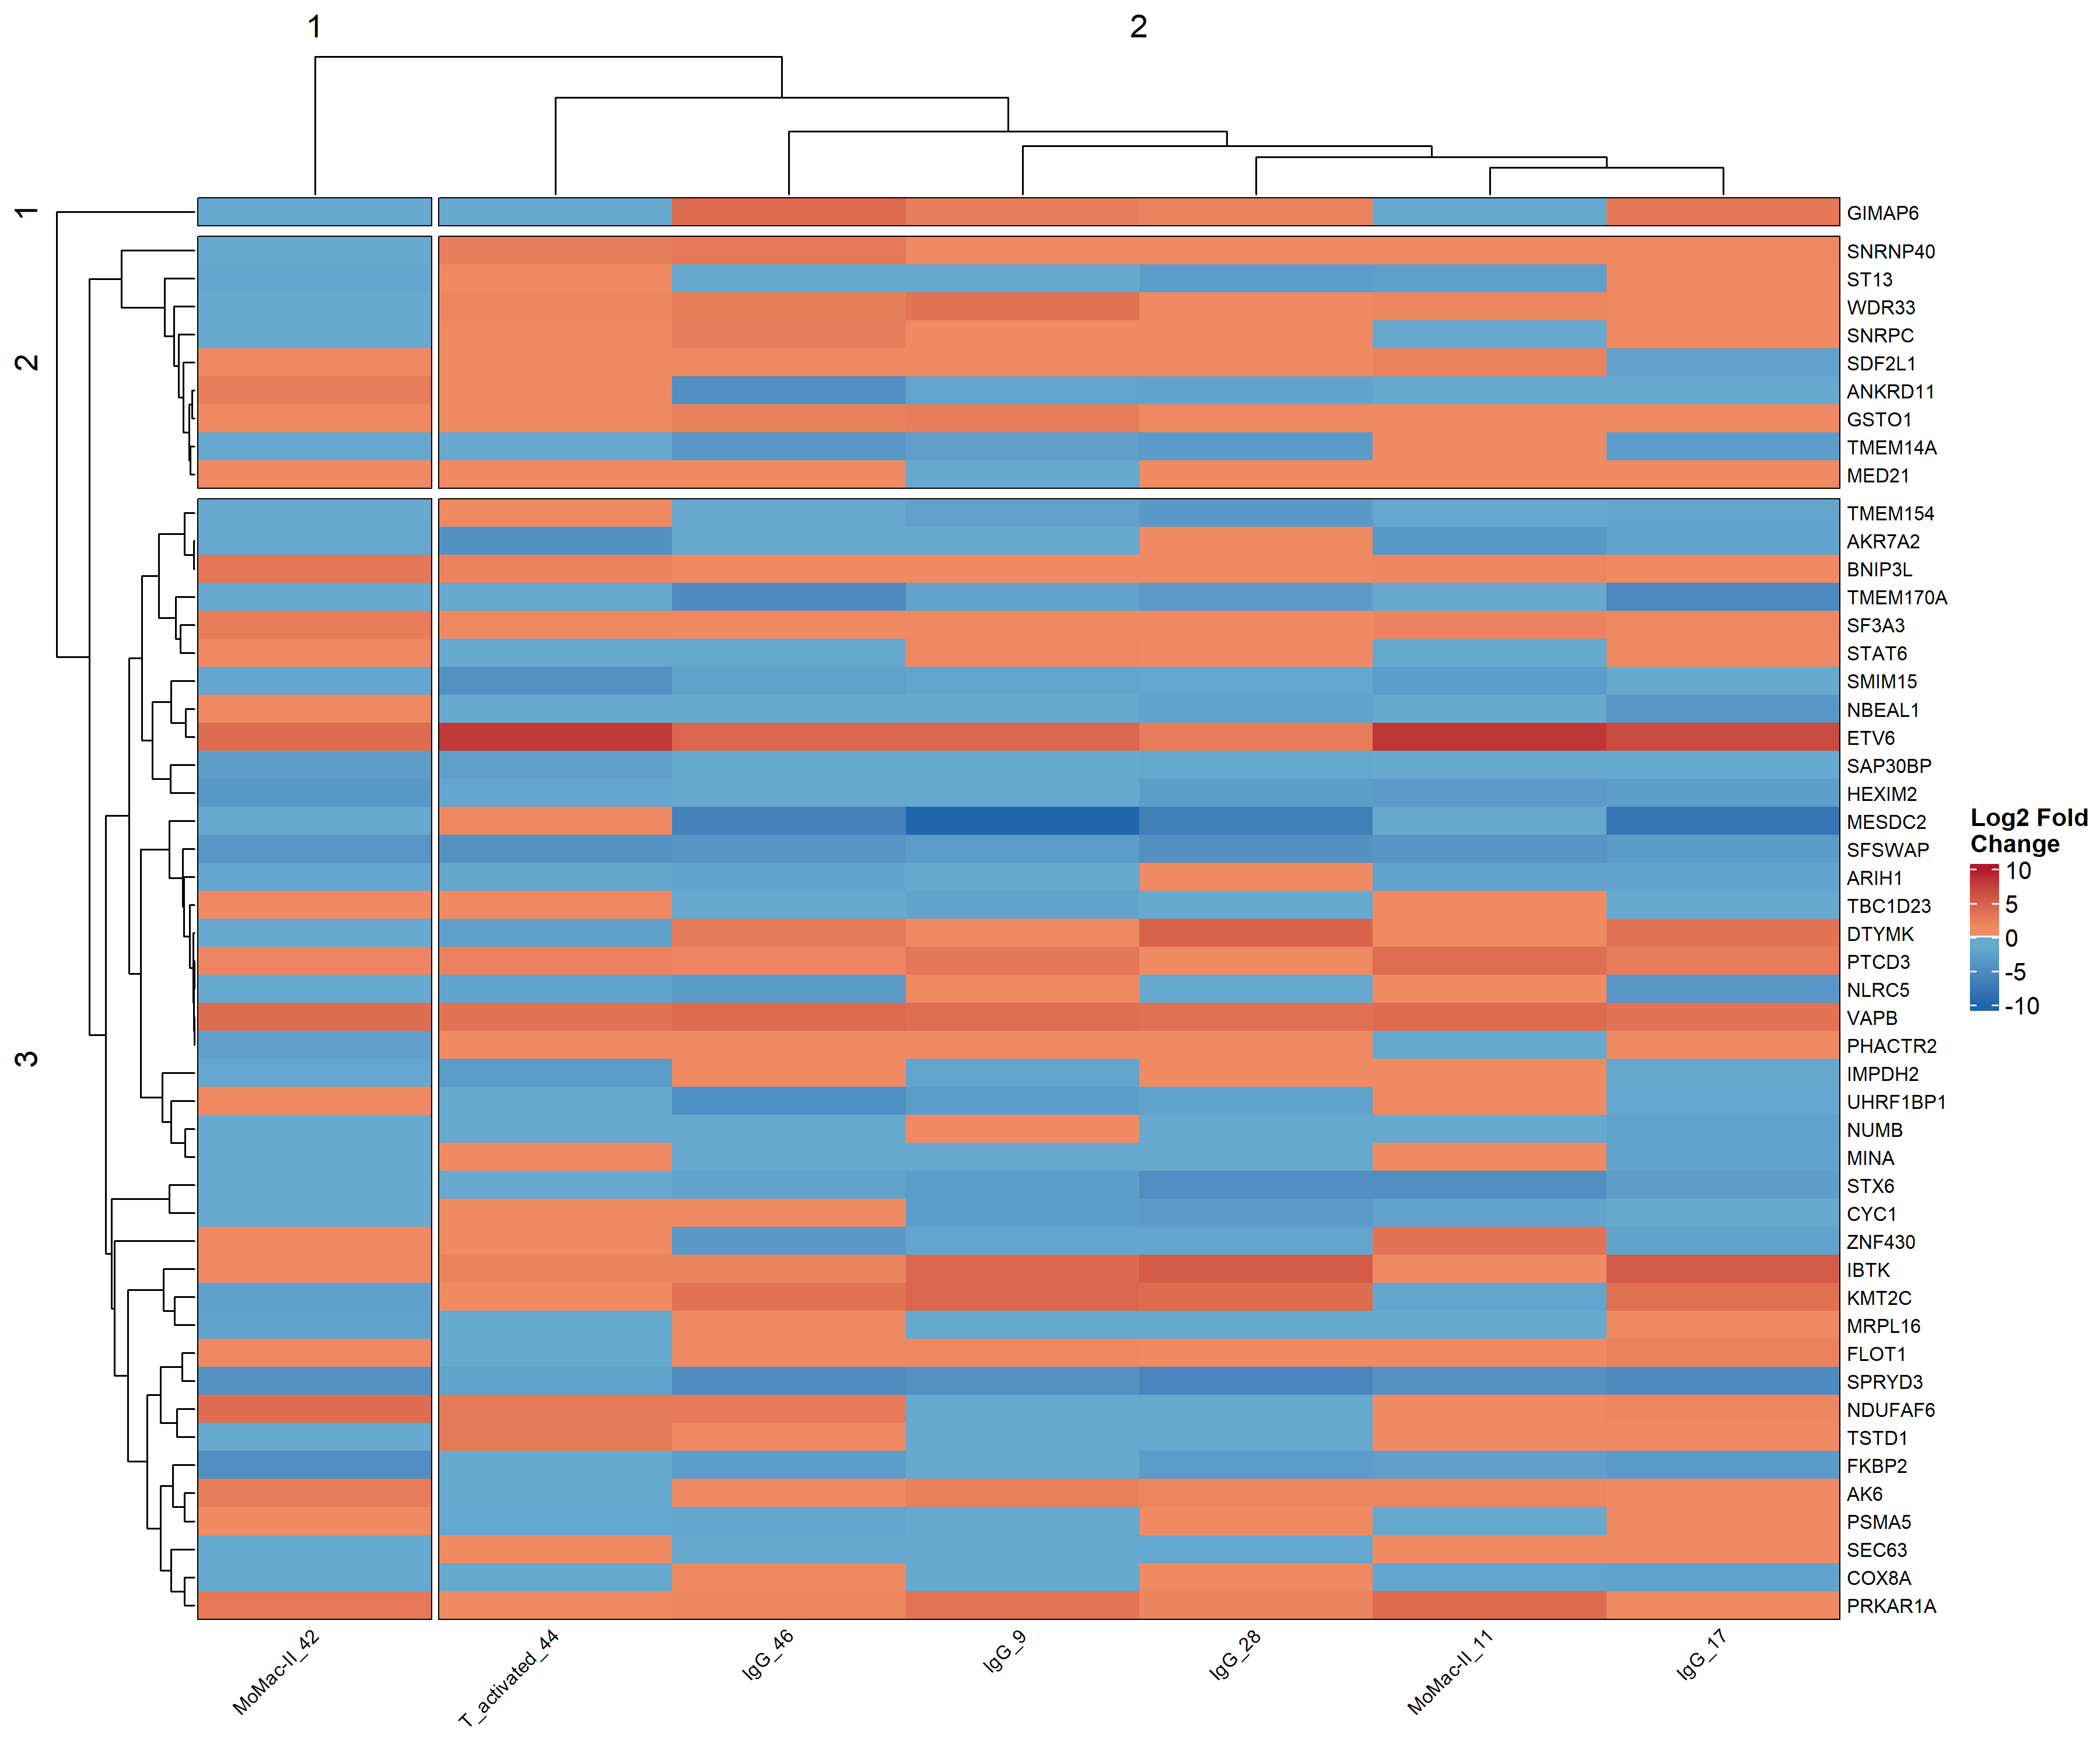 1
2
1
2
3
GIMAP6
SNRNP40
ST13
WDR33
SNRPC
SDF2L1
ANKRD11
GSTO1
TMEM14A
MED21
TMEM154
AKR7A2
BNIP3L
TMEM170A
SF3A3
STAT6
SMIM15
NBEAL1
ETV6
SAP30BP
HEXIM2
MESDC2
SFSWAP
ARIH1
TBC1D23
DTYMK
PTCD3
NLRC5
VAPB
PHACTR2
IMPDH2
UHRF1BP1
NUMB
MINA
STX6
CYC1
ZNF430
IBTK
KMT2C
MRPL16
FLOT1
SPRYD3
NDUFAF6
TSTD1
FKBP2
AK6
PSMA5
SEC63
COX8A
PRKAR1A
Log2 Fold
Change
10
5
0
-5
-10
MoMac-II_42
T_activated_44
IgG_46
IgG_9
IgG_28
MoMac-II_11
IgG_17